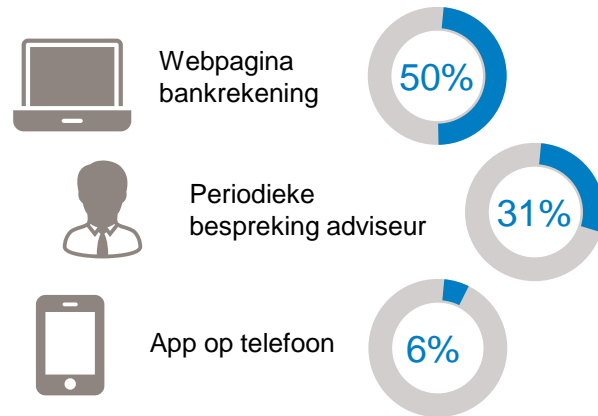 Webpagina
bankrekening
50%
Periodieke
bespreking adviseur
31%
App op telefoon
6%